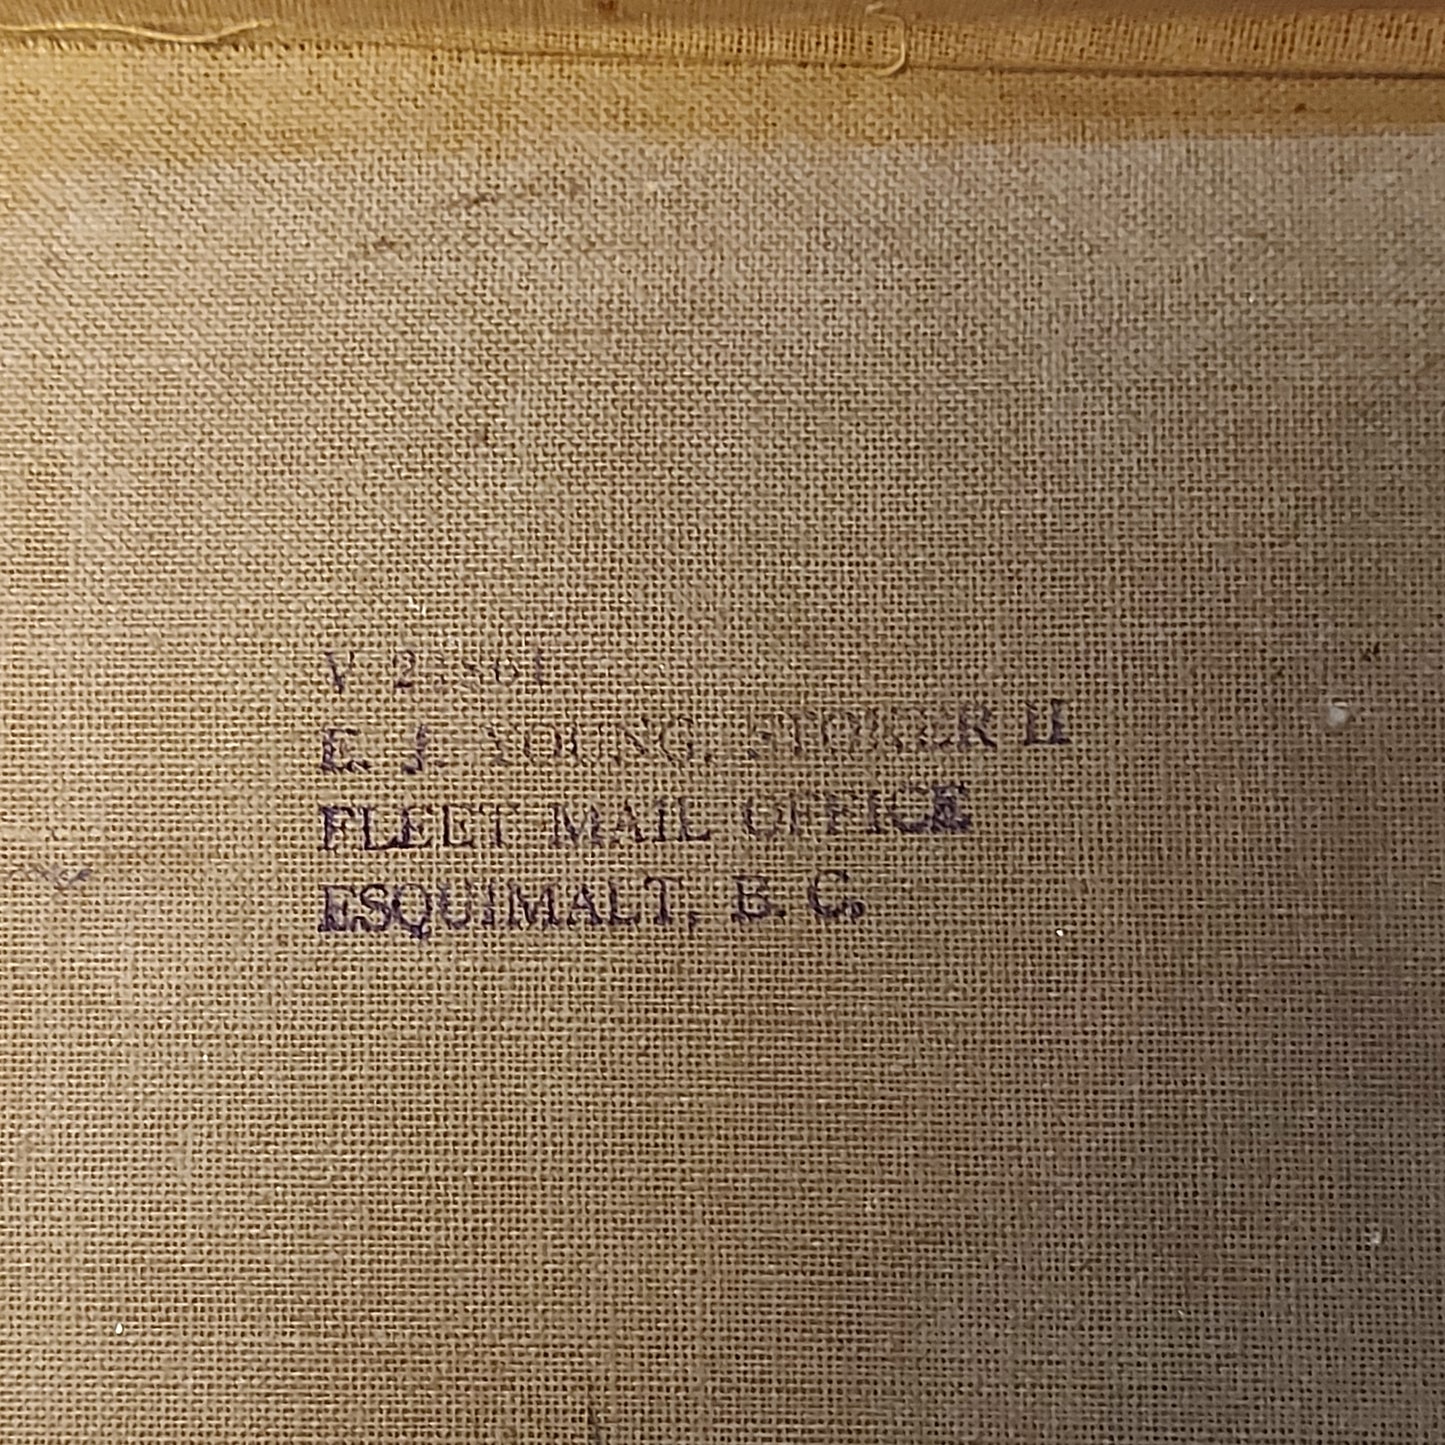 V
E. J. YOUNG, STOKER II
FLEET MAIL OFFICE
ESQUIMALT, B. C.